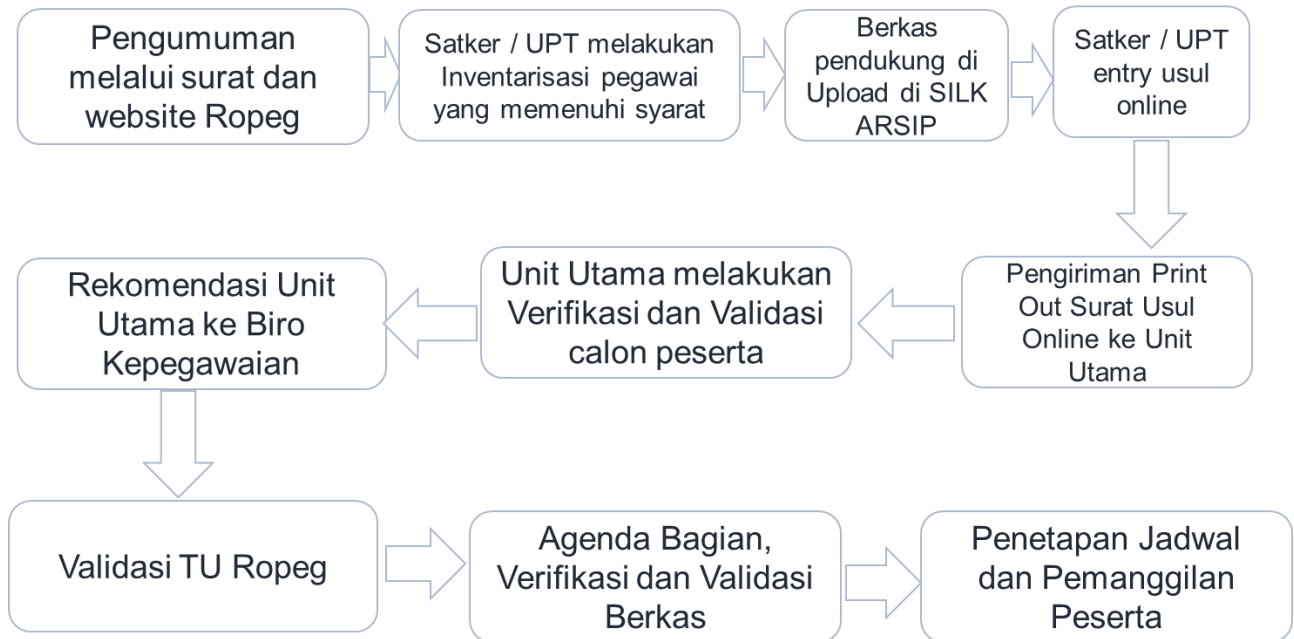 Pengumuman
melalui surat dan
website Ropeg
Satker / UPT melakukan
Inventarisasi pegawai
yang memenuhi syarat
Berkas
pendukung di
Upload di SILK
ARSIP
Satker / UPT
entry usul
online
Pengiriman Print
Out Surat Usul
Online ke Unit
Utama
Unit Utama melakukan
Verifikasi dan Validasi
calon peserta
Rekomendasi Unit
Utama ke Biro
Kepegawaian
Validasi TU Ropeg
Agenda Bagian,
Verifikasi dan Validasi
Berkas
Penetapan Jadwal
dan Pemanggilan
Peserta